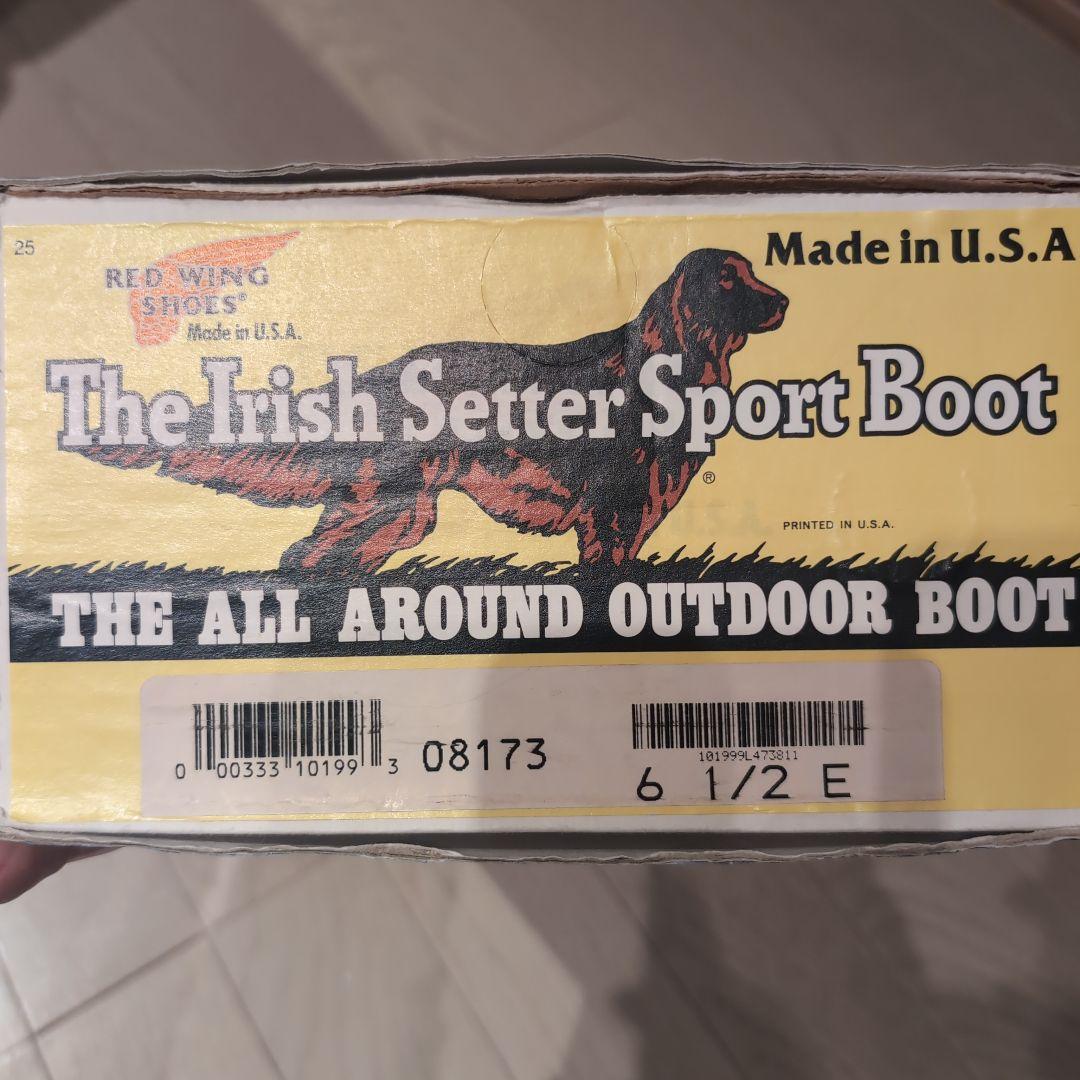 25
RED WING
SHOES®
Made in U.S.A.
Made in U.S.A
The Irish Setter Sport Boot
®
PRINTED IN U.S.A.
THE ALL AROUND OUTDOOR BOOT
0 00333 10199 3
08173
101999L473811
6 1/2 E